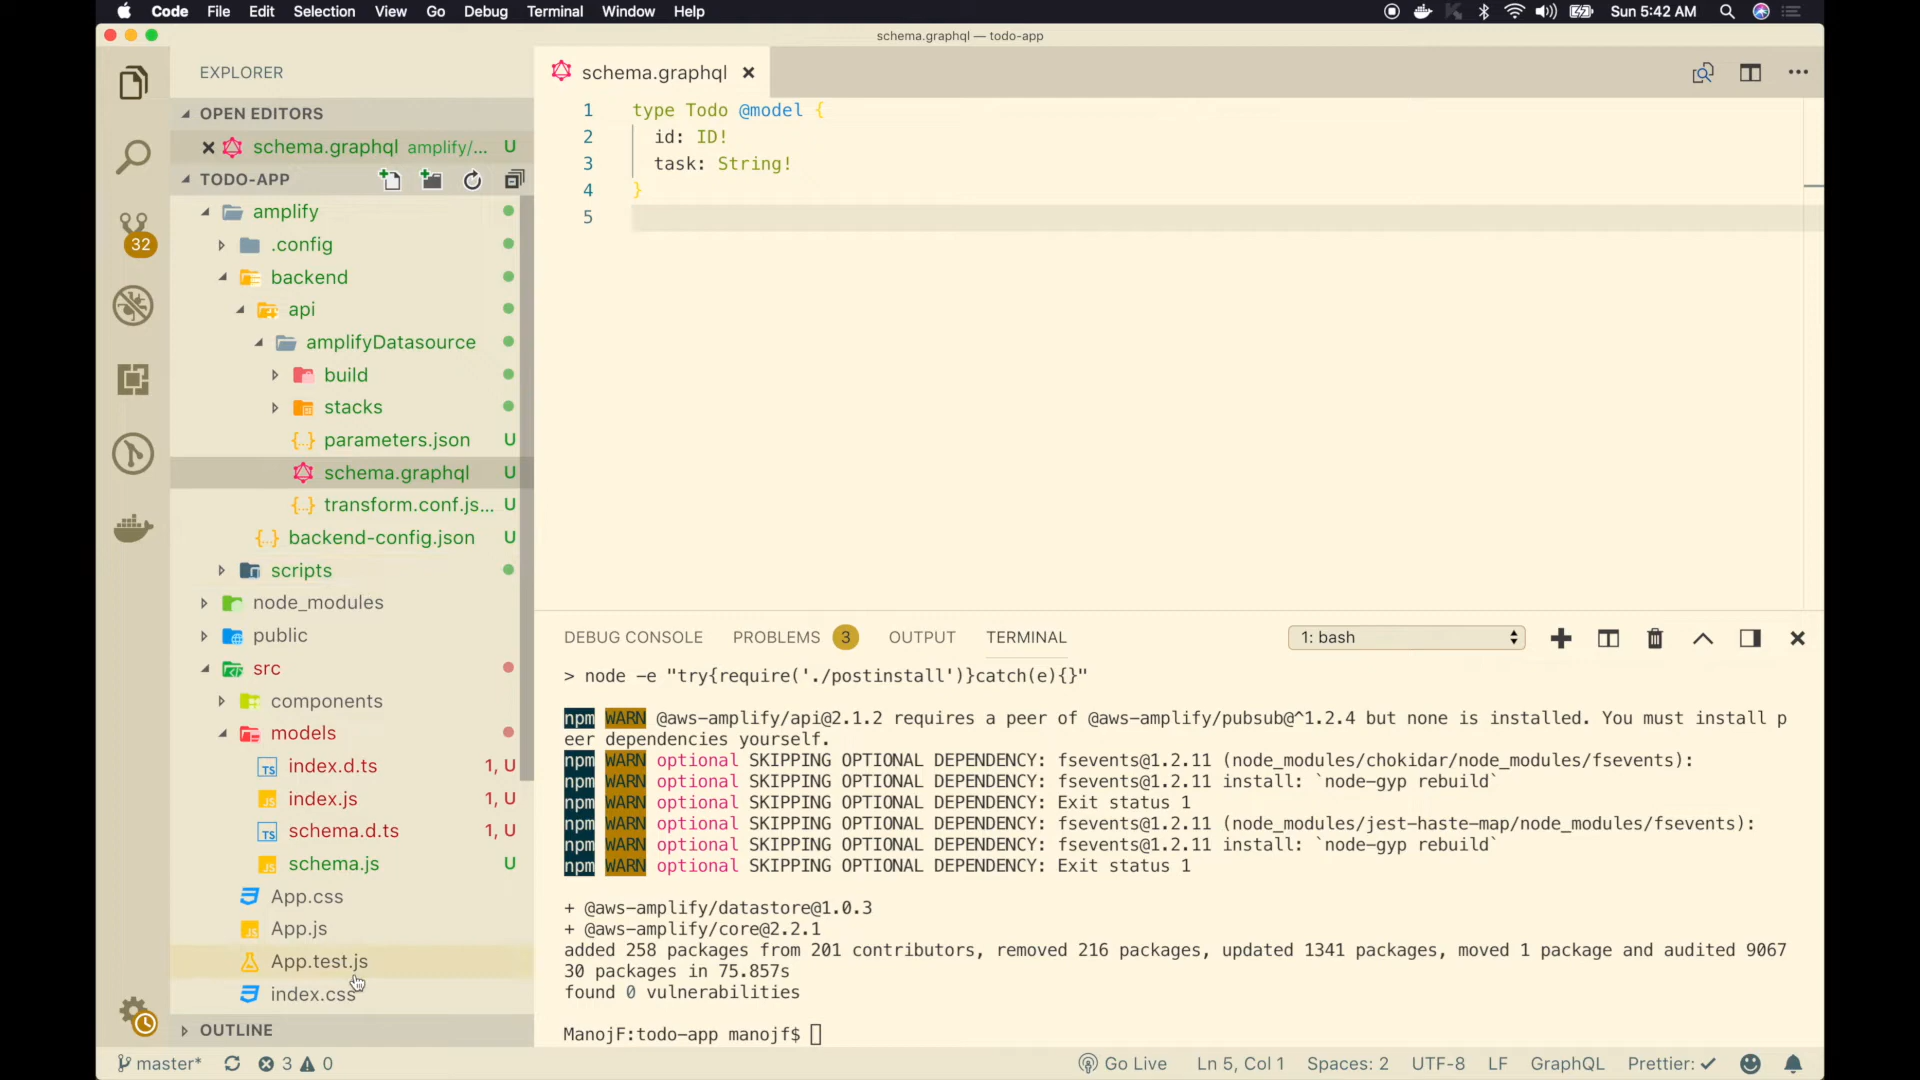 Code File Edit Selection View Go Debug Terminal Window Help
Sun 5:42 AM
schema.graphql — todo-app
EXPLORER
OPEN EDITORS
schema.graphql amplify/... U
TODO-APP
amplify
.config
backend
api
amplifyDatasource
build
stacks
parameters.json U
schema.graphql U
transform.conf.js... U
backend-config.json U
scripts
node_modules
public
src
components
models
index.d.ts 1, U
index.js 1, U
schema.d.ts 1, U
schema.js U
App.css
App.js
App.test.js
index.css
OUTLINE
32
schema.graphql
1 type Todo @model {
2 id: ID!
3 task: String!
4 }
5
DEBUG CONSOLE PROBLEMS 3 OUTPUT TERMINAL
1: bash
> node -e "try{require('./postinstall')}catch(e){}"
npm WARN @aws-amplify/api@2.1.2 requires a peer of @aws-amplify/pubsub@^1.2.4 but none is installed. You must install p
eer dependencies yourself.
npm WARN optional SKIPPING OPTIONAL DEPENDENCY: fsevents@1.2.11 (node_modules/chokidar/node_modules/fsevents):
npm WARN optional SKIPPING OPTIONAL DEPENDENCY: fsevents@1.2.11 install: `node-gyp rebuild`
npm WARN optional SKIPPING OPTIONAL DEPENDENCY: Exit status 1
npm WARN optional SKIPPING OPTIONAL DEPENDENCY: fsevents@1.2.11 (node_modules/jest-haste-map/node_modules/fsevents):
npm WARN optional SKIPPING OPTIONAL DEPENDENCY: fsevents@1.2.11 install: `node-gyp rebuild`
npm WARN optional SKIPPING OPTIONAL DEPENDENCY: Exit status 1
+ @aws-amplify/datastore@1.0.3
+ @aws-amplify/core@2.2.1
added 258 packages from 201 contributors, removed 216 packages, updated 1341 packages, moved 1 package and audited 9067
30 packages in 75.857s
found 0 vulnerabilities
ManojF:todo-app manojf$
master* 3 0 Go Live Ln 5, Col 1 Spaces: 2 UTF-8 LF GraphQL Prettier: ✓